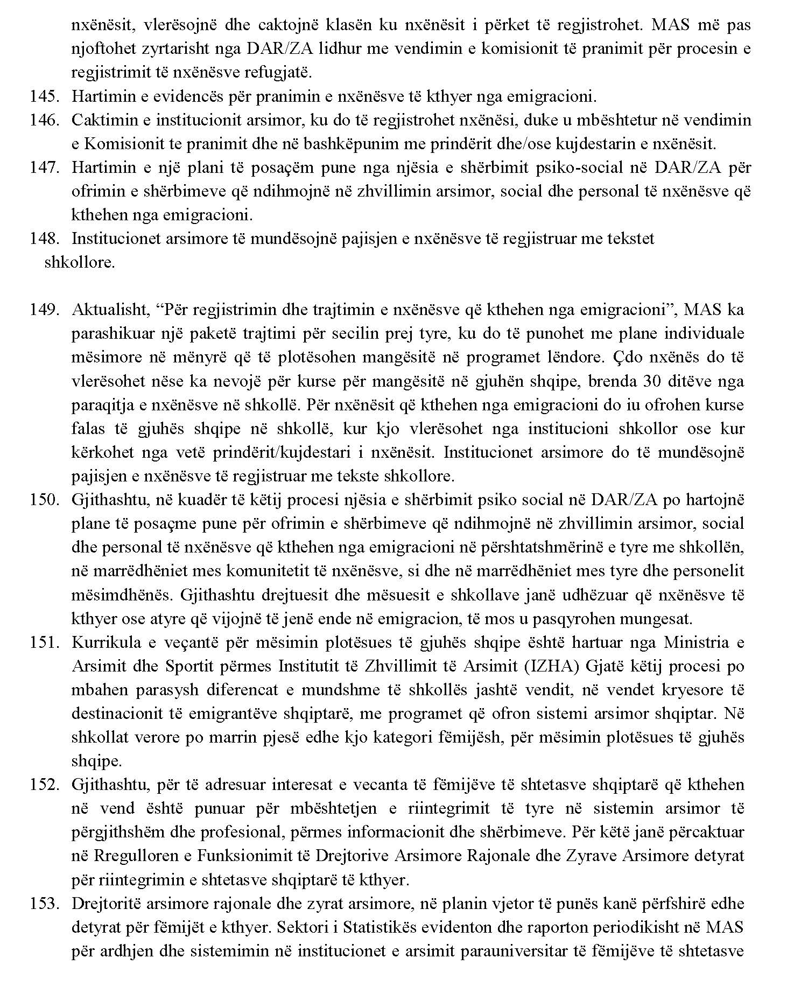 nxënësit, vlerësojnë dhe caktojnë klasën ku nxënësit i përket të regjistrohet. MAS më pas
njoftohet zyrtarisht nga DAR/ZA lidhur me vendimin e komisionit të pranimit për procesin e
regjistrimit të nxënësve refugjatë.
145. Hartimin e evidencës për pranimin e nxënësve të kthyer nga emigracioni.
146. Caktimin e institucionit arsimor, ku do të regjistrohet nxënësi, duke u mbështetur në vendimin
e Komisionit te pranimit dhe në bashkëpunim me prindërit dhe/ose kujdestarin e nxënësit.
147. Hartimin e një plani të posaçëm pune nga njësia e shërbimit psiko-social në DAR/ZA për
ofrimin e shërbimeve që ndihmojnë në zhvillimin arsimor, social dhe personal të nxënësve që
kthehen nga emigracioni.
148. Institucionet arsimore të mundësojnë pajisjen e nxënësve të regjistruar me tekstet
shkollore.
149. Aktualisht, “Për regjistrimin dhe trajtimin e nxënësve që kthehen nga emigracioni”, MAS ka
parashikuar një paketë trajtimi për secilin prej tyre, ku do të punohet me plane individuale
mësimore në mënyrë që të plotësohen mangësitë në programet lëndore. Çdo nxënës do të
vlerësohet nëse ka nevojë për kurse për mangësitë në gjuhën shqipe, brenda 30 ditëve nga
paraqitja e nxënësve në shkollë. Për nxënësit që kthehen nga emigracioni do iu ofrohen kurse
falas të gjuhës shqipe në shkollë, kur kjo vlerësohet nga institucioni shkollor ose kur
kërkohet nga vetë prindërit/kujdestari i nxënësit. Institucionet arsimore do të mundësojnë
pajisjen e nxënësve të regjistruar me tekste shkollore.
150. Gjithashtu, në kuadër të këtij procesi njësia e shërbimit psiko social në DAR/ZA po hartojnë
plane të posaçme pune për ofrimin e shërbimeve që ndihmojnë në zhvillimin arsimor, social
dhe personal të nxënësve që kthehen nga emigracioni në përshtatshmërinë e tyre me shkollën,
në marrëdhëniet mes komunitetit të nxënësve, si dhe në marrëdhëniet mes tyre dhe personelit
mësimdhënës. Gjithashtu drejtuesit dhe mësuesit e shkollave janë udhëzuar që nxënësve të
kthyer ose atyre që vijojnë të jenë ende në emigracion, të mos u pasqyrohen mungesat.
151. Kurrikula e veçantë për mësimin plotësues të gjuhës shqipe është hartuar nga Ministria e
Arsimit dhe Sportit përmes Institutit të Zhvillimit të Arsimit (IZHA) Gjatë këtij procesi po
mbahen parasysh diferencat e mundshme të shkollës jashtë vendit, në vendet kryesore të
destinacionit të emigrantëve shqiptarë, me programet që ofron sistemi arsimor shqiptar. Në
shkollat verore po marrin pjesë edhe kjo kategori fëmijësh, për mësimin plotësues të gjuhës
shqipe.
152. Gjithashtu, për të adresuar interesat e vecanta të fëmijëve të shtetasve shqiptarë që kthehen
në vend është punuar për mbështetjen e riintegrimit të tyre në sistemin arsimor të
përgjithshëm dhe profesional, përmes informacionit dhe shërbimeve. Për këtë janë përcaktuar
në Rregulloren e Funksionimit të Drejtorive Arsimore Rajonale dhe Zyrave Arsimore detyrat
për riintegrimin e shtetasve shqiptarë të kthyer.
153. Drejtoritë arsimore rajonale dhe zyrat arsimore, në planin vjetor të punës kanë përfshirë edhe
detyrat për fëmijët e kthyer. Sektori i Statistikës evidenton dhe raporton periodikisht në MAS
për ardhjen dhe sistemimin në institucionet e arsimit parauniversitar të fëmijëve të shtetasve